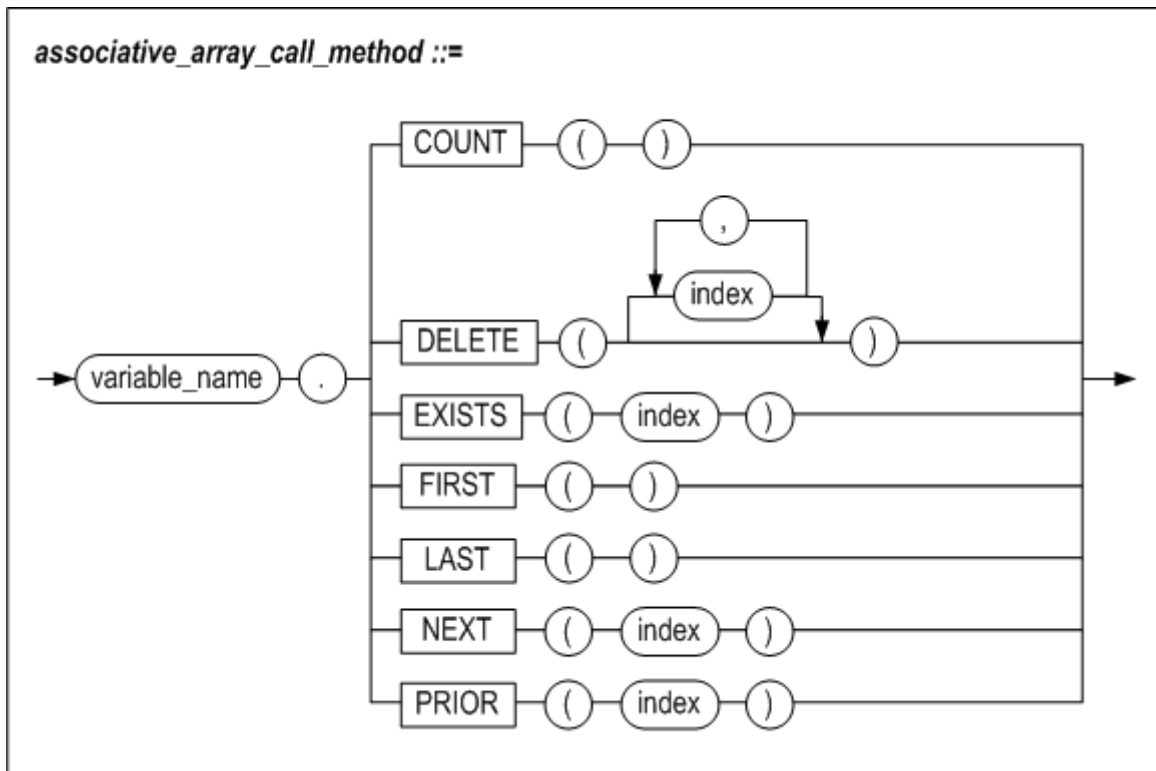 associative_array_call_method ::=
COUNT ( )
,
index
DELETE ( )
variable_name .
EXISTS ( index )
FIRST ( )
LAST ( )
NEXT ( index )
PRIOR ( index )